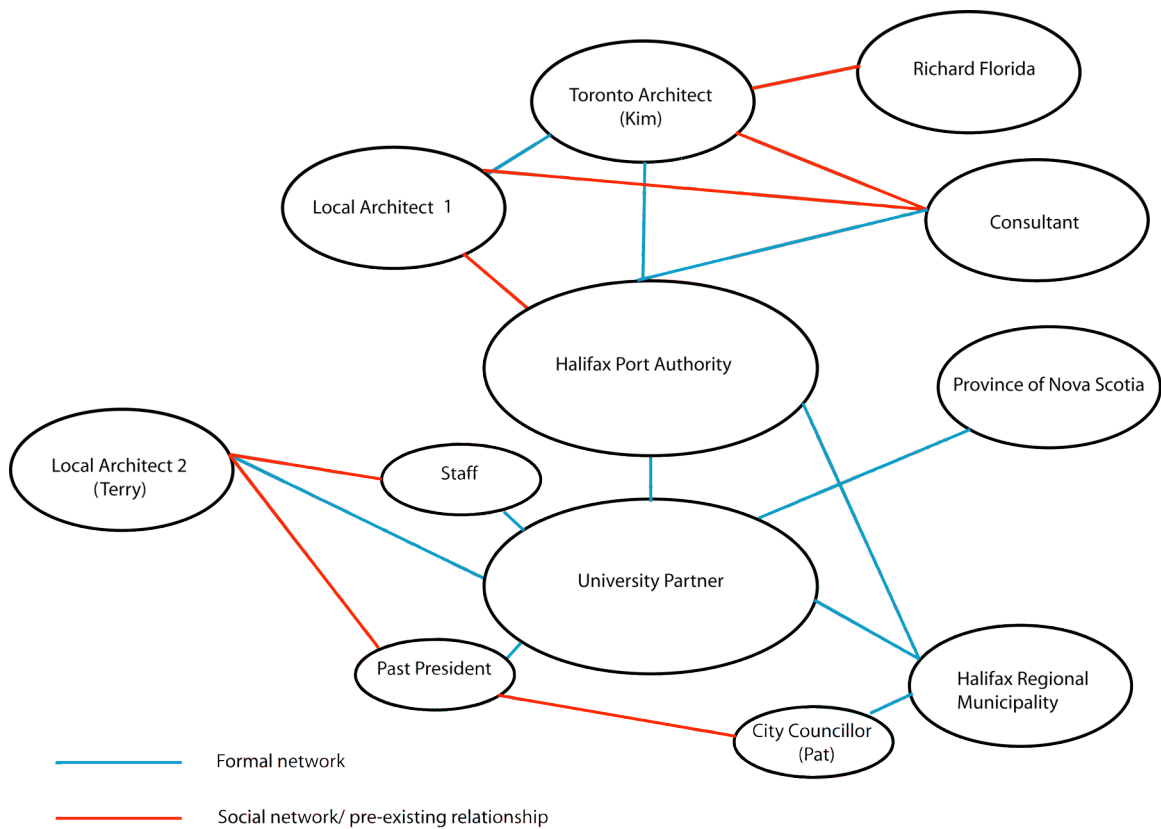 Richard Florida
Toronto Architect
(Kim)
Local Architect 1
Consultant
Halifax Port Authority
Province of Nova Scotia
Local Architect 2
(Terry)
Staff
University Partner
Past President
Halifax Regional
Municipality
City Councillor
(Pat)
Formal network
Social network/ pre-existing relationship